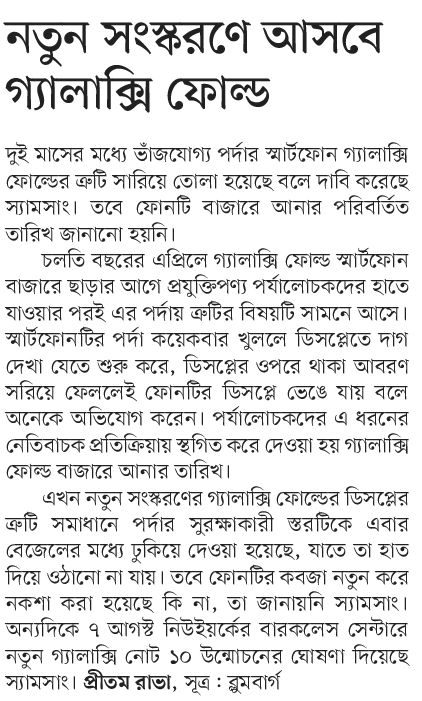 নতুন সংস্করণে আসবে
গ্যালাক্সি ফোল্ড
দুই মাসের মধ্যে ভাঁজযোগ্য পর্দার স্মার্টফোন গ্যালাক্সি
ফোল্ডের ত্রুটি সারিয়ে তোলা হয়েছে বলে দাবি করেছে
স্যামসাং। তবে ফোনটি বাজারে আনার পরিবর্তিত
তারিখ জানানো হয়নি।
চলতি বছরের এপ্রিলে গ্যালাক্সি ফোল্ড স্মার্টফোন
বাজারে ছাড়ার আগে প্রযুক্তিপণ্য পর্যালোচকদের হাতে
যাওয়ার পরই এর পর্দায় ত্রুটির বিষয়টি সামনে আসে।
স্মার্টফোনটির পর্দা কয়েকবার খুললে ডিসপ্লেতে দাগ
দেখা যেতে শুরু করে, ডিসপ্লের ওপরে থাকা আবরণ
সরিয়ে ফেললেই ফোনটির ডিসপ্লে ভেঙে যায় বলে
অনেকে অভিযোগ করেন। পর্যালোচকদের এ ধরনের
নেতিবাচক প্রতিক্রিয়ায় স্থগিত করে দেওয়া হয় গ্যালাক্সি
ফোল্ড বাজারে আনার তারিখ।
এখন নতুন সংস্করণের গ্যালাক্সি ফোল্ডের ডিসপ্লের
ত্রুটি সমাধানে পর্দার সুরক্ষাকারী স্তরটিকে এবার
বেজেলের মধ্যে ঢুকিয়ে দেওয়া হয়েছে, যাতে তা হাত
দিয়ে ওঠানো না যায়। তবে ফোনটির কবজা নতুন করে
নকশা করা হয়েছে কি না, তা জানায়নি স্যামসাং।
অন্যদিকে ৭ আগস্ট নিউইয়র্কের বারকলেস সেন্টারে
নতুন গ্যালাক্সি নোট ১০ উন্মোচনের ঘোষণা দিয়েছে
স্যামসাং। প্রীতম রাভা, সূত্র : ব্লুমবার্গ